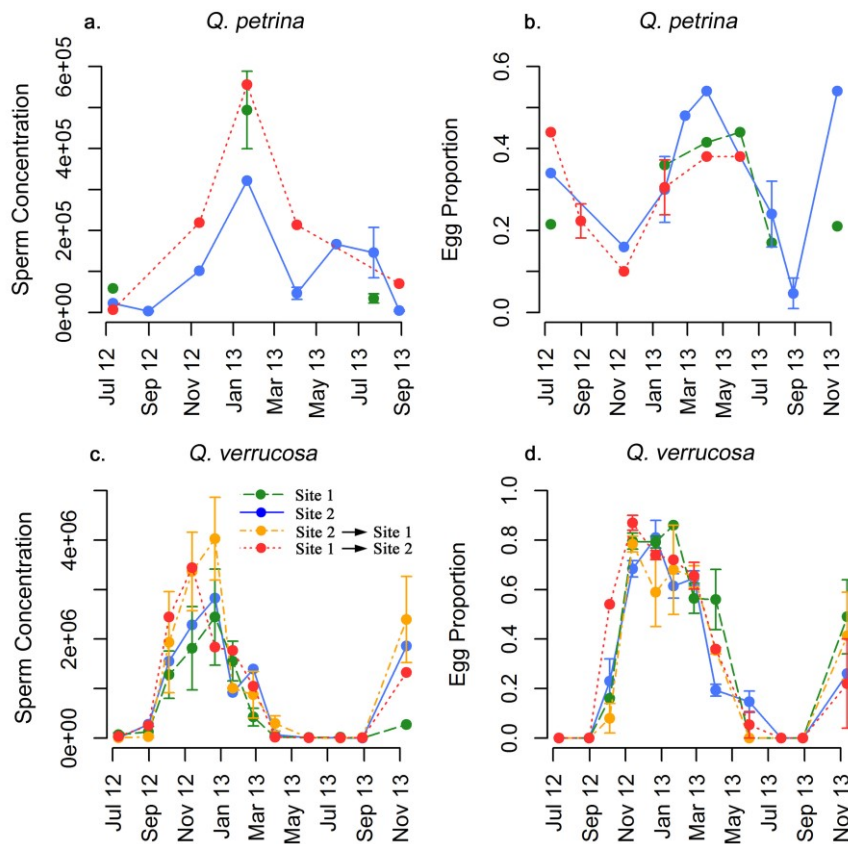 a.
Q. petrina
Sperm Concentration
6e+05
4e+05
2e+05
0e+00
Jul 12
Sep 12
Nov 12
Jan 13
Mar 13
May 13
Jul 13
Sep 13
b.
Q. petrina
Egg Proportion
0.6
0.4
0.2
0.0
Jul 12
Sep 12
Nov 12
Jan 13
Mar 13
May 13
Jul 13
Sep 13
Nov 13
c.
Q. verrucosa
Sperm Concentration
4e+06
2e+06
0e+00
Jul 12
Sep 12
Nov 12
Jan 13
Mar 13
May 13
Jul 13
Sep 13
Nov 13
Site 1
Site 2
Site 2 → Site 1
Site 1 → Site 2
d.
Q. verrucosa
Egg Proportion
1.0
0.8
0.6
0.4
0.2
0.0
Jul 12
Sep 12
Nov 12
Jan 13
Mar 13
May 13
Jul 13
Sep 13
Nov 13